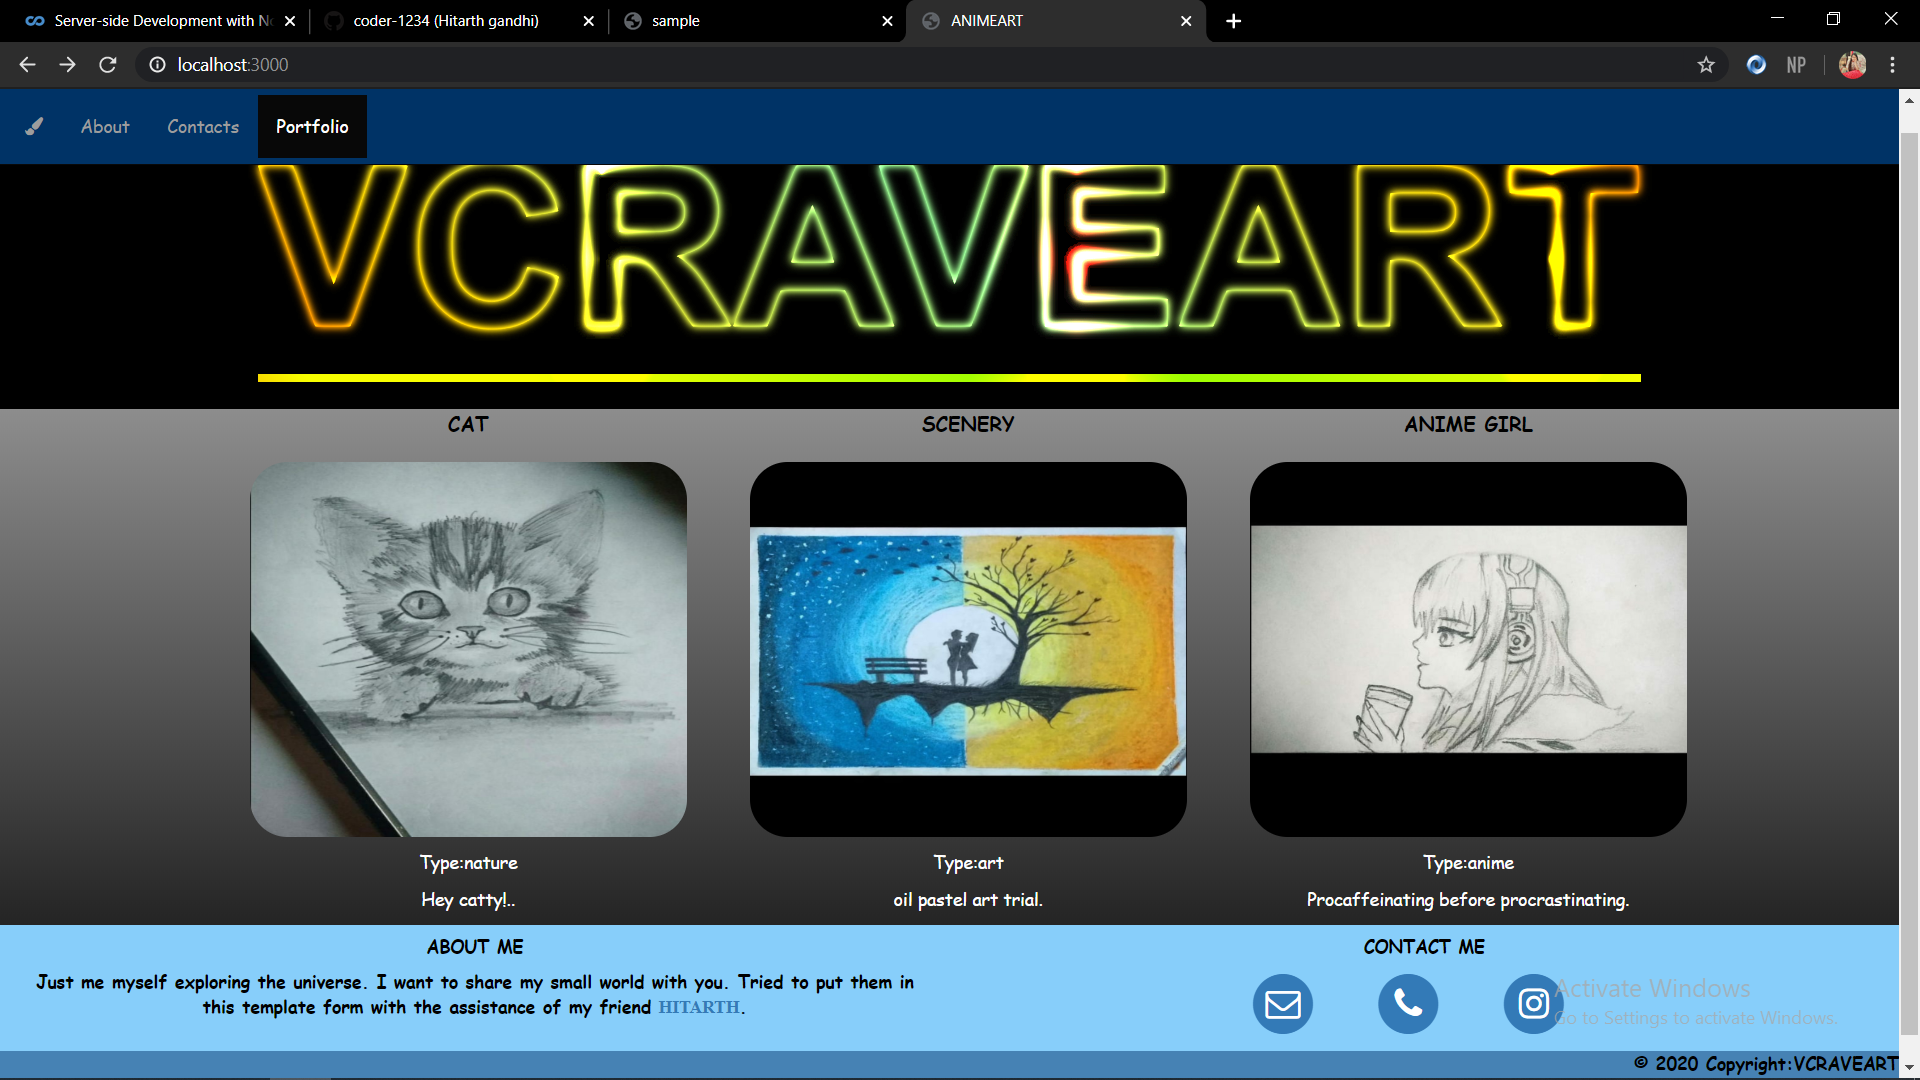 Server-side Development with No
coder-1234 (Hitarth gandhi)
sample
ANIMEART
localhost:3000
NP
About
Contacts
Portfolio
VCRAVEART
CAT
SCENERY
ANIME GIRL
Type:nature
Type:art
Type:anime
Hey catty!..
oil pastel art trial.
Procaffeinating before procrastinating.
ABOUT ME
CONTACT ME
Just me myself exploring the universe. I want to share my small world with you. Tried to put them in
this template form with the assistance of my friend HITARTH.
Activate Windows
Go to Settings to activate Windows.
© 2020 Copyright:VCRAVEART